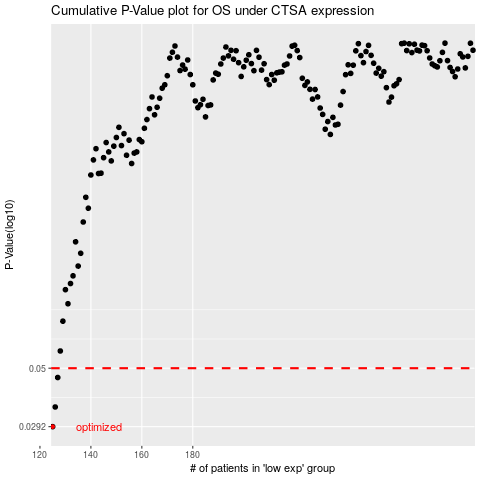 Cumulative P-Value plot for OS under CTSA expression
P-Value(log10)
0.05
0.0292
optimized
120 140 160 180
# of patients in 'low exp' group